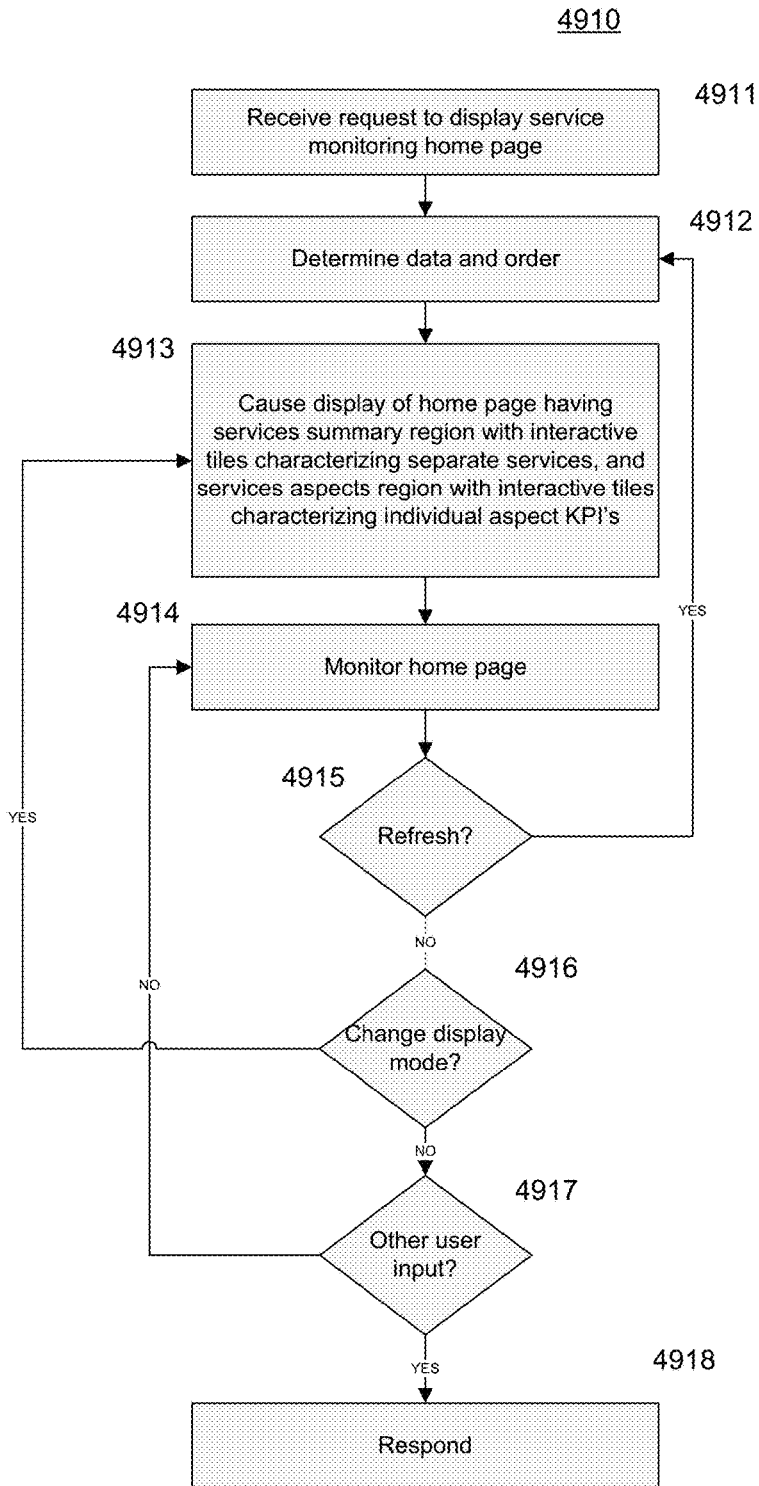 4910
4911
Receive request to display service
monitoring home page
4912
Determine data and order
4913
Cause display of home page having
services summary region with interactive
tiles characterizing separate services, and
services aspects region with interactive tiles
characterizing individual aspect KPI's
4914
Monitor home page
YES
4915
Refresh?
YES
NO
4916
NO
Change display
mode?
NO
4917
Other user
input?
YES
4918
Respond